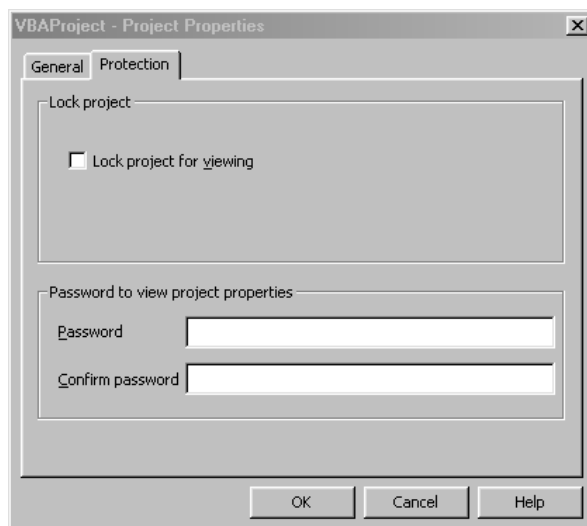 VBAProject - Project Properties
General Protection
Lock project
Lock project for viewing
Password to view project properties
Password
Confirm password
OK Cancel Help